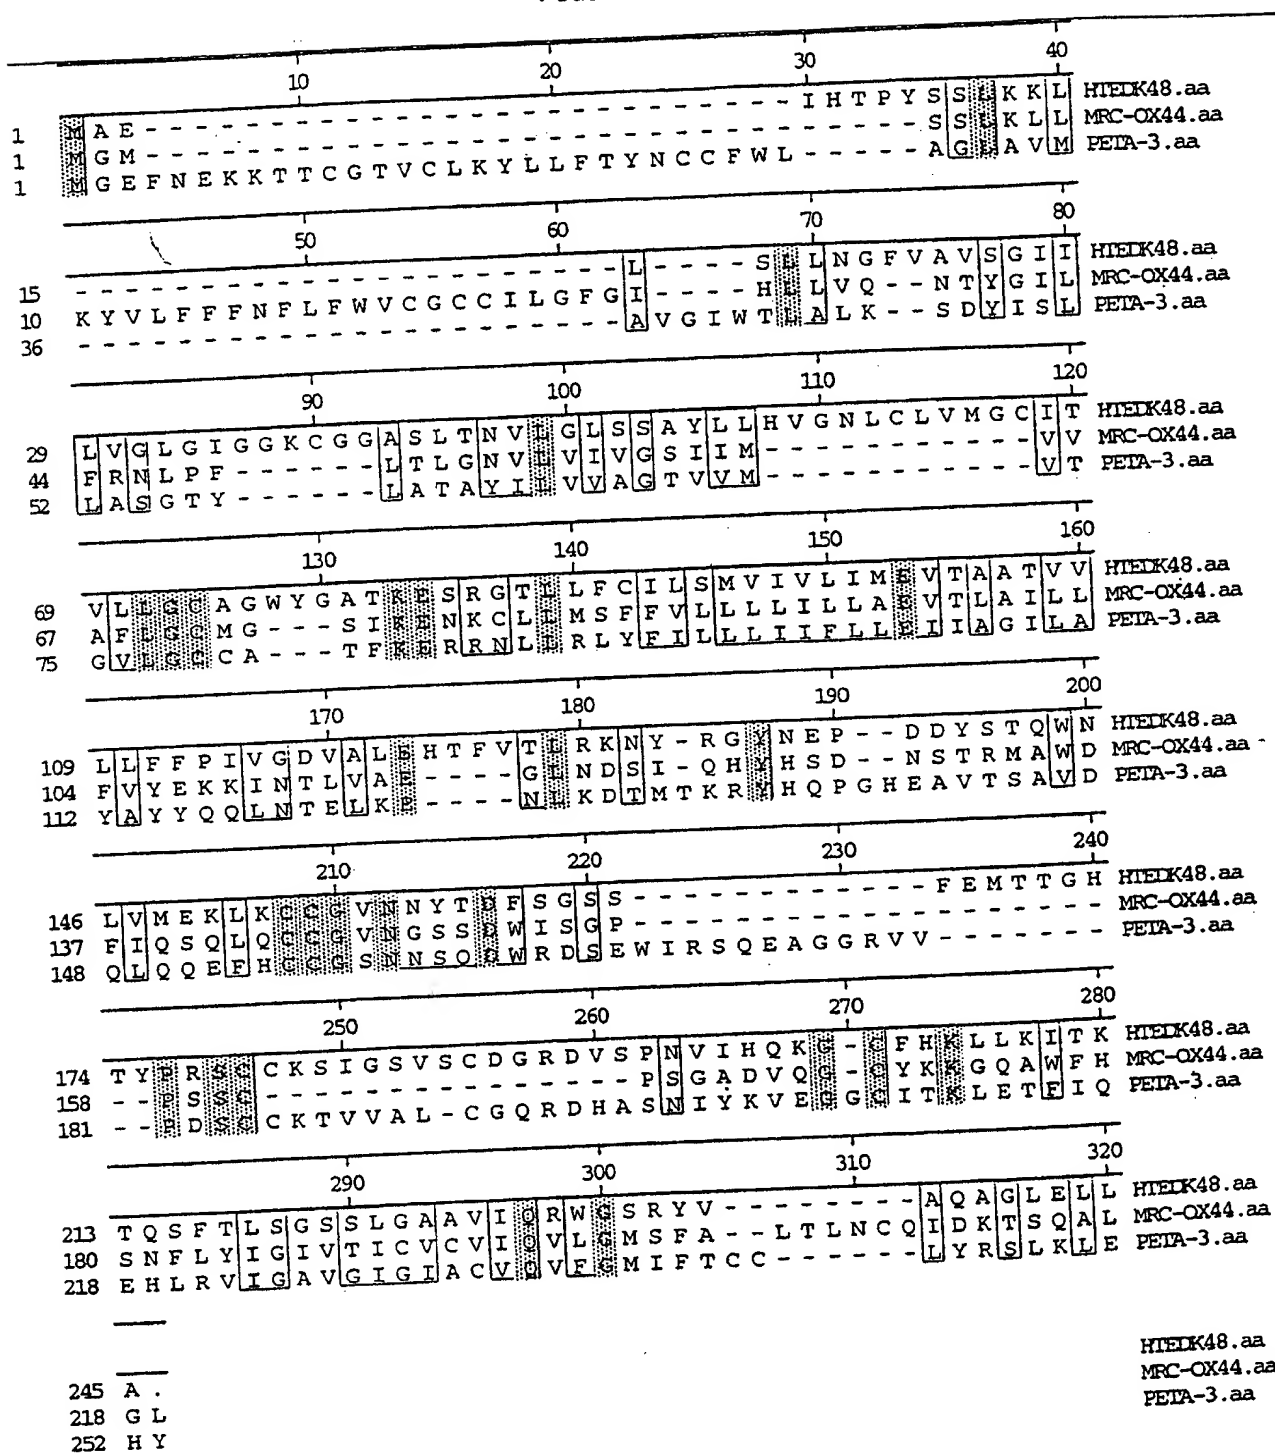 10 20 30 40
1 M A E - - - - - - - - - - - - - - - - - - - - - - - - - - I H T P Y S S L K K L HTEDK48.aa
1 M G M - - - - - - - - - - - - - - - - - - - - - - - - - - - - - - - S S L K L L MRC-OX44.aa
1 M G E F N E K K T T C G T V C L K Y L L F T Y N C C F W L - - - - - A G L A V M PETA-3.aa
50 60 70 80
15 - - - - - - - - - - - - - - - - - - - - - - L - - - - S L L N G F V A V S G I I HTEDK48.aa
10 K Y V L F F F N F L F W V C G C C I L G F G I - - - - H L L V Q - - N T Y G I L MRC-OX44.aa
36 - - - - - - - - - - - - - - - - - - - - - - A V G I W T L A L K - - S D Y I S L PETA-3.aa
90 100 110 120
29 L V G L G I G G K C G G A S L T N V L G L S S A Y L L H V G N L C L V M G C I T HTEDK48.aa
44 F R N L P F - - - - - - L T L G N V L V I V G S I I M - - - - - - - - - - - V V MRC-OX44.aa
52 L A S G T Y - - - - - - L A T A Y I L V V A G T V V M - - - - - - - - - - - V T PETA-3.aa
130 140 150 160
69 V L L G C A G W Y G A T K E S R G T L L F C I L S M V I V L I M E V T A A T V V HTEDK48.aa
67 A F L G C M G - - - S I K E N K C L L M S F F V L L L L I L L A E V T L A I L L MRC-OX44.aa
75 G V L G C C A - - - T F K E R R N L L R L Y F I L L L I I F L L E I I A G I L A PETA-3.aa
170 180 190 200
109 L L F F P I V G D V A L E H T F V T L R K N Y - R G Y N E P - - D D Y S T Q W N HTEDK48.aa
104 F V Y E K K I N T L V A E - - - - G L N D S I - Q H Y H S D - - N S T R M A W D MRC-OX44.aa
112 Y A Y Y Q Q L N T E L K P - - - - N L K D T M T K R Y H Q P G H E A V T S A V D PETA-3.aa
210 220 230 240
146 L V M E K L K C C G V N N Y T D F S G S S - - - - - - - - - - - - F E M T T G H HTEDK48.aa
137 F I Q S Q L Q C C G V N G S S D W I S G P - - - - - - - - - - - - - - - - - - - MRC-OX44.aa
148 Q L Q Q E F H C C G S N N S Q D W R D S E W I R S Q E A G G R V V - - - - - - - PETA-3.aa
250 260 270 280
174 T Y P R S C C K S I G S V S C D G R D V S P N V I H Q K G - C F H K L L K I T K HTEDK48.aa
158 - - P S S C - - - - - - - - - - - - - - - P S G A D V Q G - C Y K K G Q A W F H MRC-OX44.aa
181 - - P D S C C K T V V A L - C G Q R D H A S N I Y K V E G G C I T K L E T F I Q PETA-3.aa
290 300 310 320
213 T Q S F T L S G S S L G A A V I Q R W G S R Y V - - - - - - - - A Q A G L E L L HTEDK48.aa
180 S N F L Y I G I V T I C V C V I Q V L G M S F A - - L T L N C Q I D K T S Q A L MRC-OX44.aa
218 E H L R V I G A V G I G I A C V Q V F G M I F T C C - - - - - - L Y R S L K L E PETA-3.aa
245 A . HTEDK48.aa
218 G L MRC-OX44.aa
252 H Y PETA-3.aa